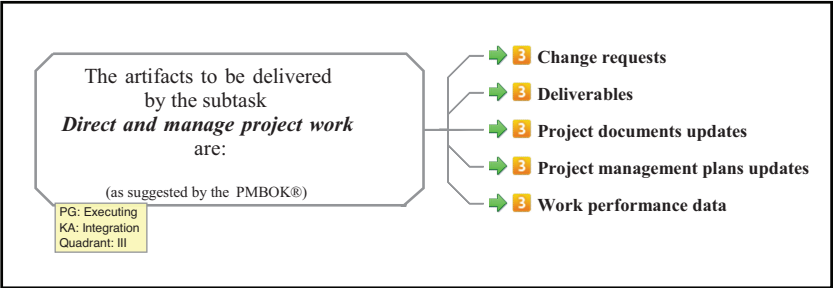 The artifacts to be delivered
by the subtask
Direct and manage project work
are:
(as suggested by the PMBOK®)
PG: Executing
KA: Integration
Quadrant: III
3 Change requests
3 Deliverables
3 Project documents updates
3 Project management plans updates
3 Work performance data